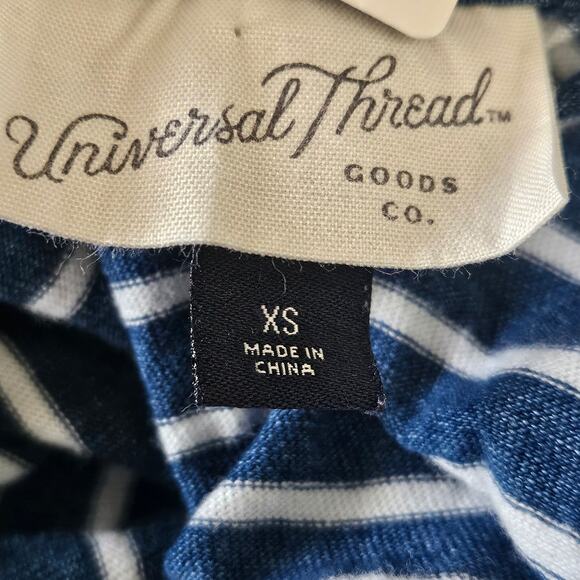 Universal Thread™
GOODS
CO.
XS
MADE IN
CHINA